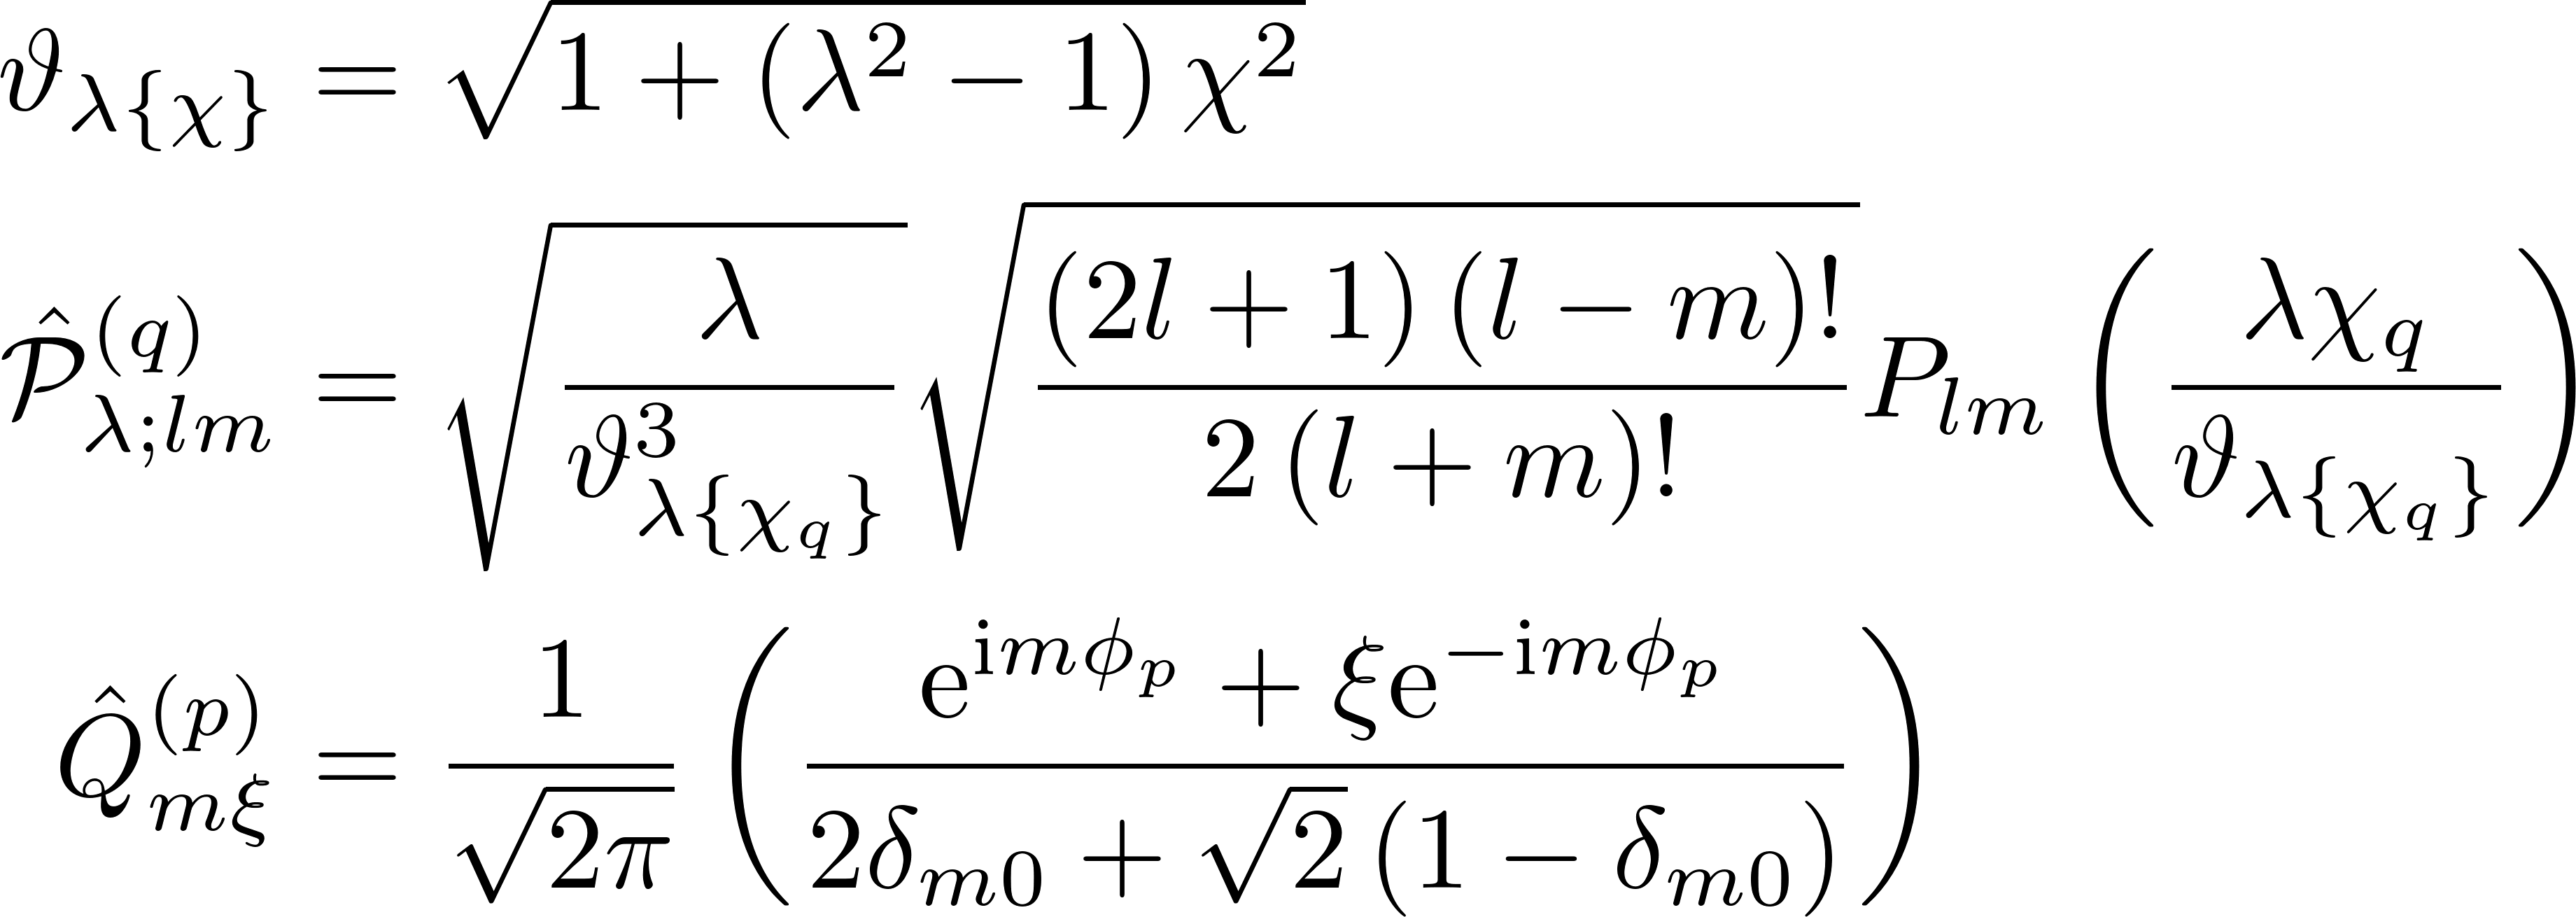 \vartheta_{\lambda\{\chi\}} = \sqrt{1 + (\lambda^2 - 1) \chi^2}
\hat{\mathcal{P}}^{(q)}_{\lambda;lm} = \sqrt{\frac{\lambda}{\vartheta^3_{\lambda\{\chi_q\}}}} \sqrt{\frac{(2l + 1)(l - m)!}{2(l + m)!}} P_{lm} \left( \frac{\lambda\chi_q}{\vartheta_{\lambda\{\chi_q\}}} \right)
\hat{Q}^{(p)}_{m\xi} = \frac{1}{\sqrt{2\pi}} \left( \frac{\mathrm{e}^{\mathrm{i}m\phi_p} + \xi\mathrm{e}^{-\mathrm{i}m\phi_p}}{2\delta_{m0} + \sqrt{2}(1 - \delta_{m0})} \right)